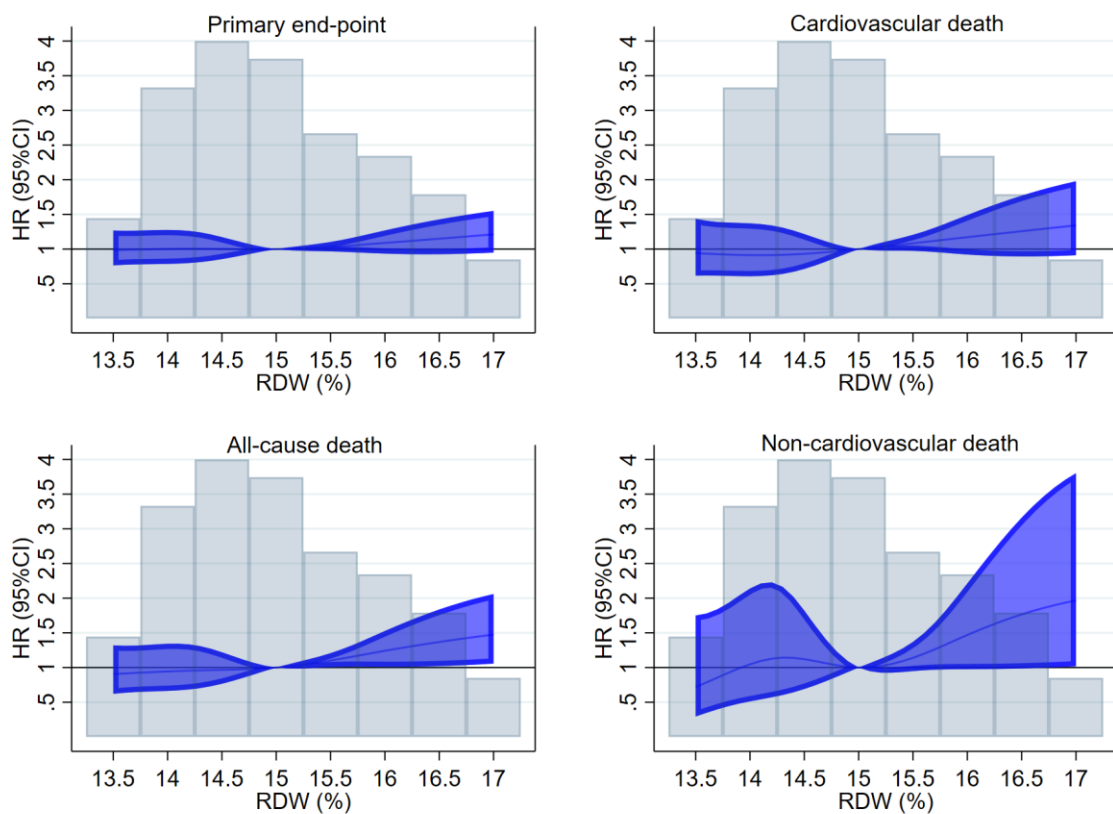 Primary end-point
HR (95%CI)
4
3.5
3
2.5
2
1.5
1
.5
13.5 14 14.5 15 15.5 16 16.5 17
RDW (%)
Cardiovascular death
HR (95%CI)
4
3.5
3
2.5
2
1.5
1
.5
13.5 14 14.5 15 15.5 16 16.5 17
RDW (%)
All-cause death
HR (95%CI)
4
3.5
3
2.5
2
1.5
1
.5
13.5 14 14.5 15 15.5 16 16.5 17
RDW (%)
Non-cardiovascular death
HR (95%CI)
4
3.5
3
2.5
2
1.5
1
.5
13.5 14 14.5 15 15.5 16 16.5 17
RDW (%)